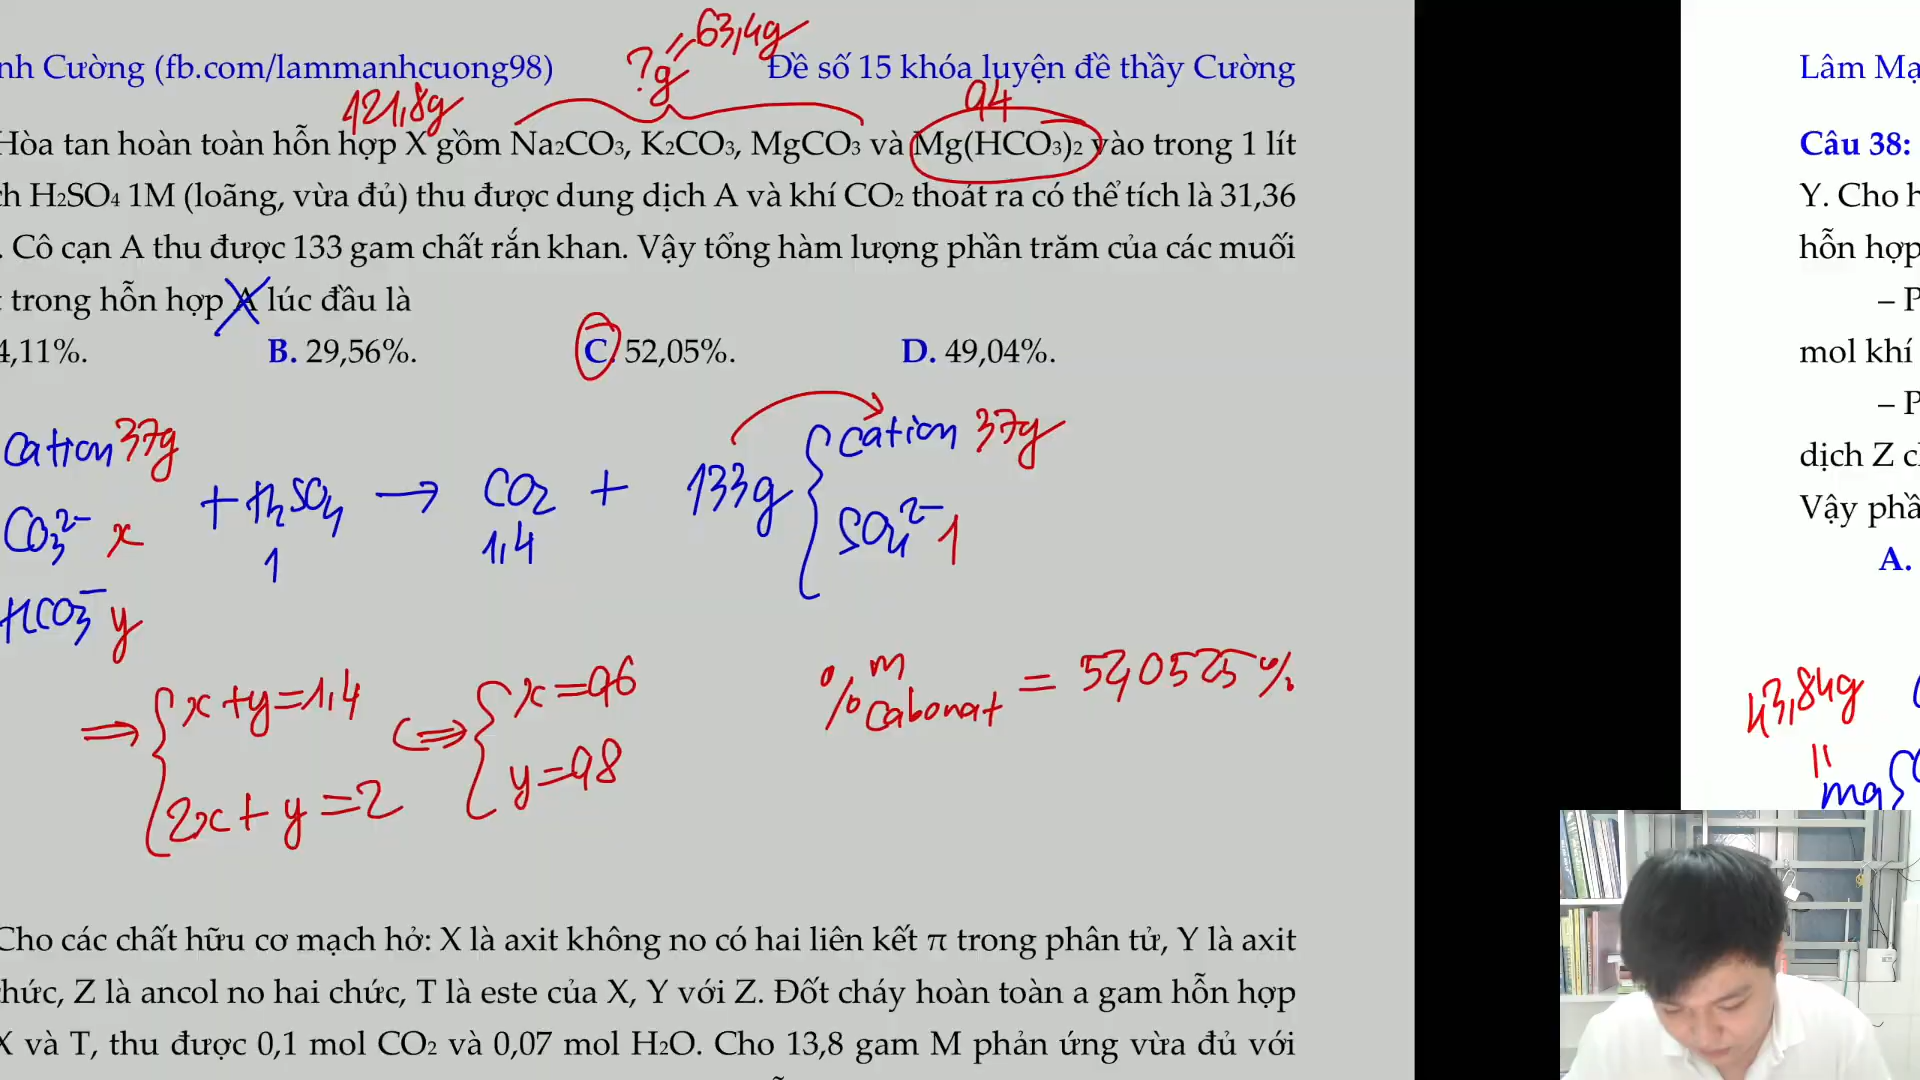 ?g = 63,4g
nh Cường (fb.com/lammanhcuong98)
Đề số 15 khóa luyện đề thầy Cường
121,8g
0,4
Hòa tan hoàn toàn hỗn hợp X gồm Na₂CO₃, K₂CO₃, MgCO₃ và Mg(HCO₃)₂ vào trong 1 lít
ch H₂SO₄ 1M (loãng, vừa đủ) thu được dung dịch A và khí CO₂ thoát ra có thể tích là 31,36
. Cô cạn A thu được 133 gam chất rắn khan. Vậy tổng hàm lượng phần trăm của các muối
trong hỗn hợp A lúc đầu là
4,11%. B. 29,56%. C. 52,05%. D. 49,04%.
Cation 37g
CO₃²⁻ x
HCO₃⁻ y
+ H₂SO₄ → CO₂ + 133g { Cation 37g
1 1,4 SO₄²⁻ 1
⇒ { x + y = 1,4 ⇔ { x = 0,6
2x + y = 2 y = 0,8
%m cabonat = 52,0525%
Cho các chất hữu cơ mạch hở: X là axit không no có hai liên kết π trong phân tử, Y là axit
hức, Z là ancol no hai chức, T là este của X, Y với Z. Đốt cháy hoàn toàn a gam hỗn hợp
X và T, thu được 0,1 mol CO₂ và 0,07 mol H₂O. Cho 13,8 gam M phản ứng vừa đủ với
Lâm Mạ
Câu 38:
Y. Cho h
hỗn hợp
– P
mol khí
– P
dịch Z c
Vậy phầ
A.
43,84g
"